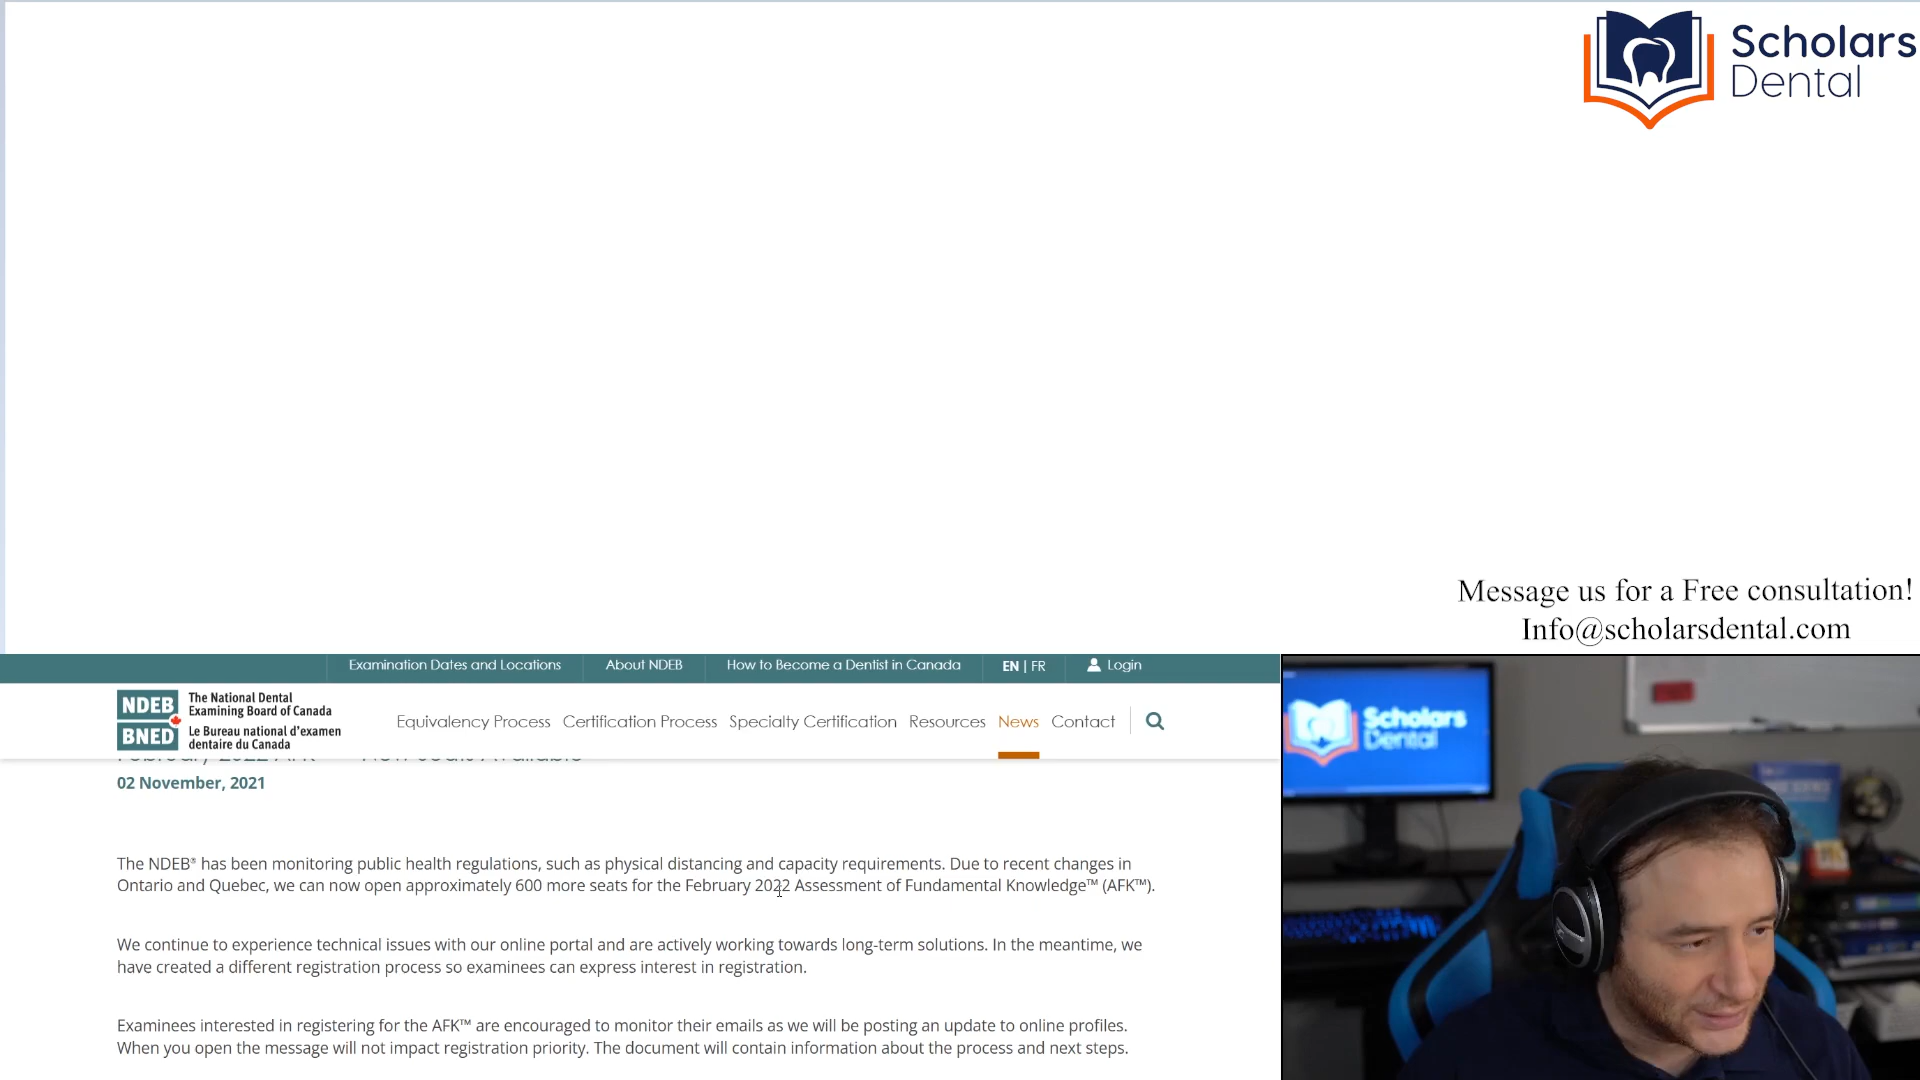 Scholars
Dental
Message us for a Free consultation!
Info@scholarsdental.com
Examination Dates and Locations
About NDEB
How to Become a Dentist in Canada
EN | FR
Login
NDEB
BNED
The National Dental
Examining Board of Canada
Le Bureau national d'examen
dentaire du Canada
Equivalency Process
Certification Process
Specialty Certification
Resources
News
Contact
02 November, 2021
The NDEB® has been monitoring public health regulations, such as physical distancing and capacity requirements. Due to recent changes in
Ontario and Quebec, we can now open approximately 600 more seats for the February 2022 Assessment of Fundamental Knowledge™ (AFK™).
We continue to experience technical issues with our online portal and are actively working towards long-term solutions. In the meantime, we
have created a different registration process so examinees can express interest in registration.
Examinees interested in registering for the AFK™ are encouraged to monitor their emails as we will be posting an update to online profiles.
When you open the message will not impact registration priority. The document will contain information about the process and next steps.
Scholars
Dental